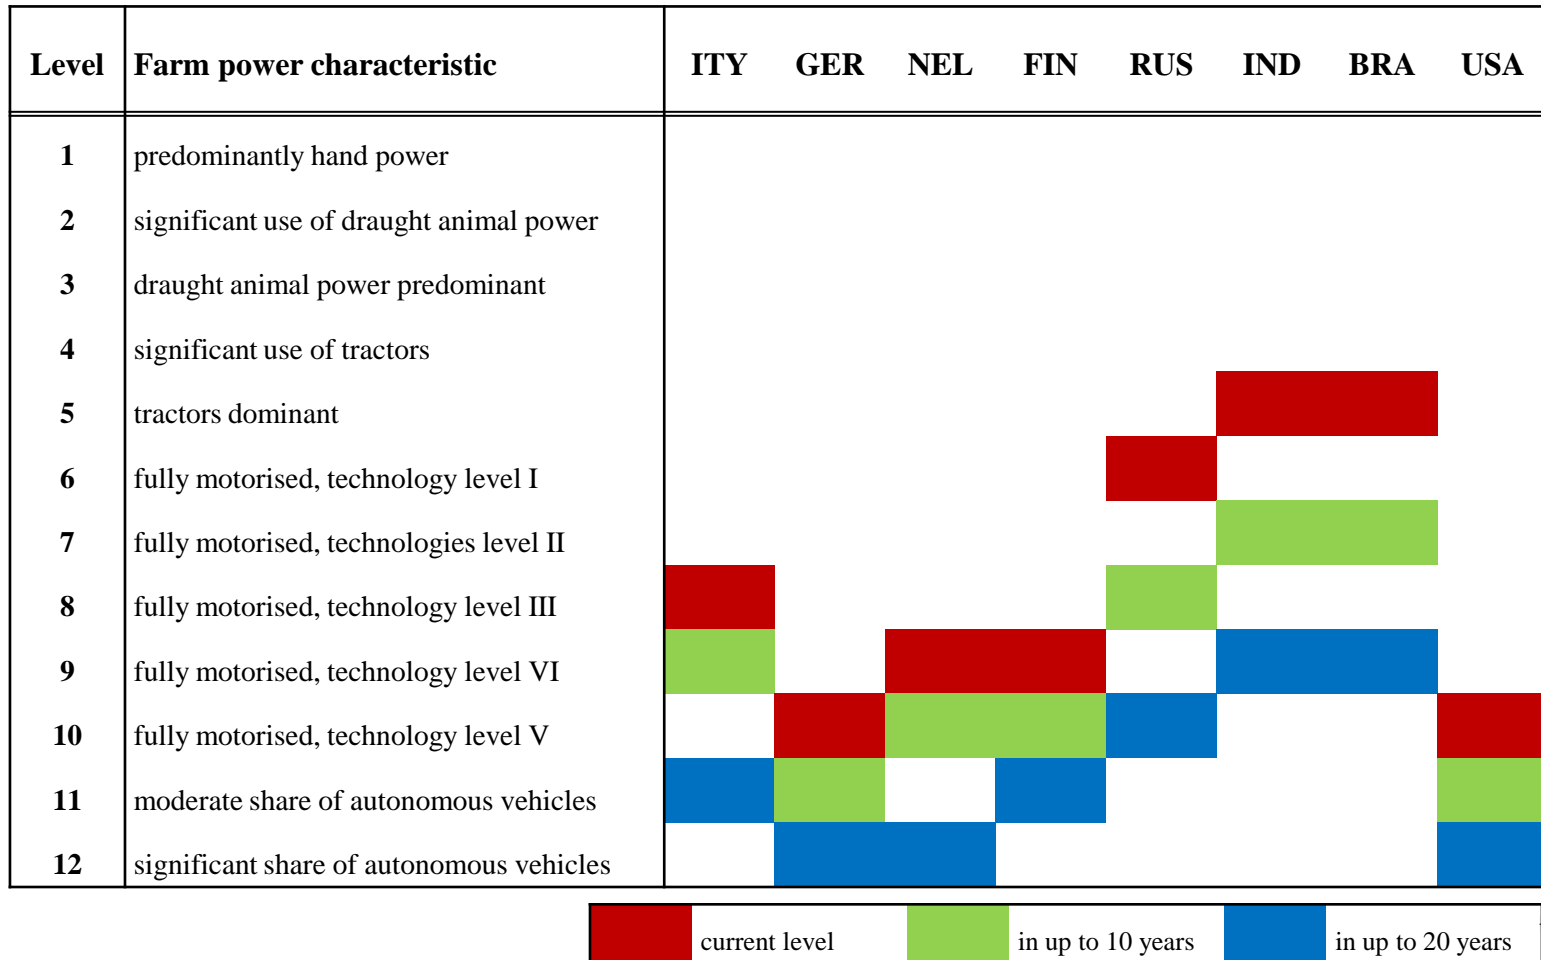 Level Farm power characteristic ITY GER NEL FIN RUS IND BRA USA
1 predominantly hand power
2 significant use of draught animal power
3 draught animal power predominant
4 significant use of tractors
5 tractors dominant
6 fully motorised, technology level I
7 fully motorised, technologies level II
8 fully motorised, technology level III
9 fully motorised, technology level VI
10 fully motorised, technology level V
11 moderate share of autonomous vehicles
12 significant share of autonomous vehicles
current level in up to 10 years in up to 20 years